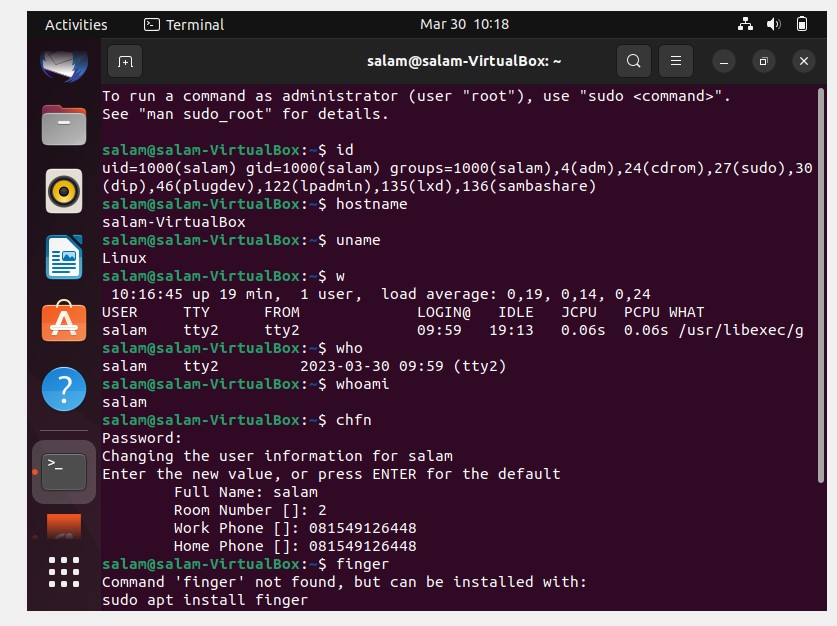 Activities
Terminal
Mar 30 10:18
salam@salam-VirtualBox: ~
To run a command as administrator (user "root"), use "sudo <command>".
See "man sudo_root" for details.
salam@salam-VirtualBox:~$ id
uid=1000(salam) gid=1000(salam) groups=1000(salam),4(adm),24(cdrom),27(sudo),30
(dip),46(plugdev),122(lpadmin),135(lxd),136(sambashare)
salam@salam-VirtualBox:~$ hostname
salam-VirtualBox
salam@salam-VirtualBox:~$ uname
Linux
salam@salam-VirtualBox:~$ w
 10:16:45 up 19 min,  1 user,  load average: 0,19, 0,14, 0,24
USER     TTY      FROM             LOGIN@   IDLE   JCPU   PCPU WHAT
salam    tty2     tty2             09:59   19:13   0.06s  0.06s /usr/libexec/g
salam@salam-VirtualBox:~$ who
salam    tty2         2023-03-30 09:59 (tty2)
salam@salam-VirtualBox:~$ whoami
salam
salam@salam-VirtualBox:~$ chfn
Password:
Changing the user information for salam
Enter the new value, or press ENTER for the default
        Full Name: salam
        Room Number []: 2
        Work Phone []: 081549126448
        Home Phone []: 081549126448
salam@salam-VirtualBox:~$ finger
Command 'finger' not found, but can be installed with:
sudo apt install finger